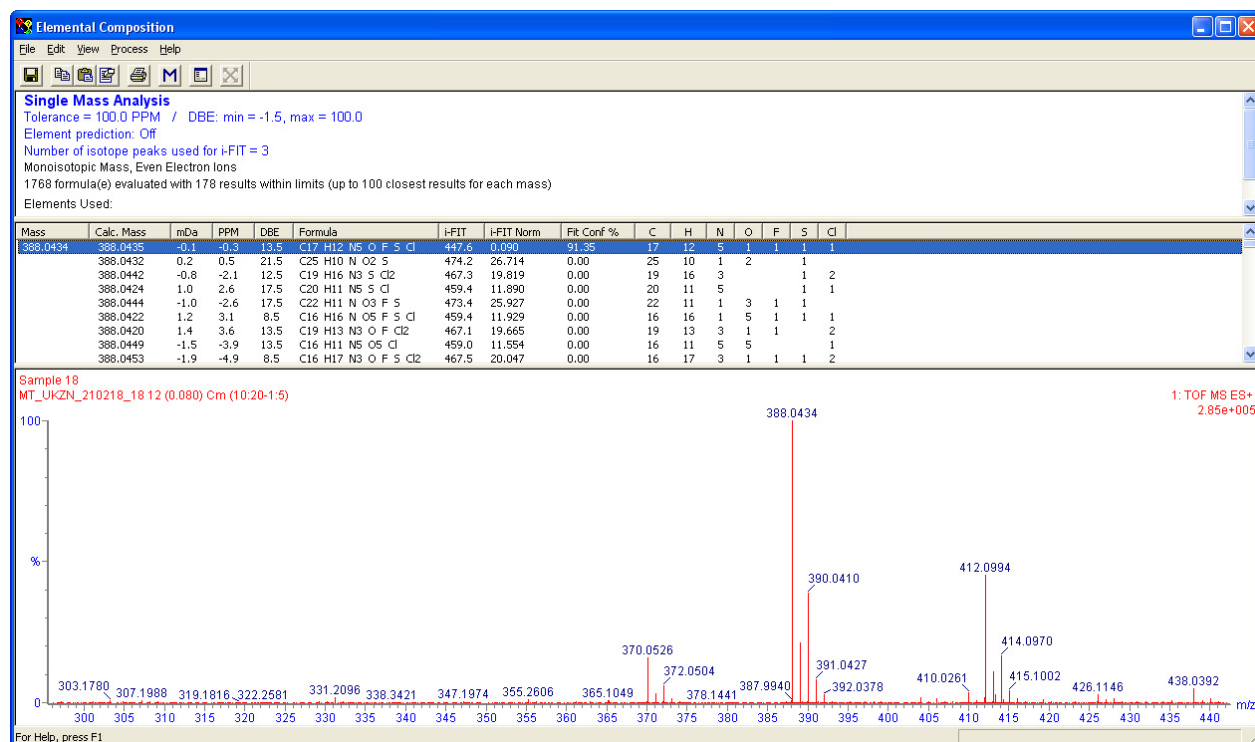 Elemental Composition
File Edit View Process Help
M
Single Mass Analysis
Tolerance = 100.0 PPM / DBE: min = -1.5, max = 100.0
Element prediction: Off
Number of isotope peaks used for i-FIT = 3
Monoisotopic Mass, Even Electron Ions
1768 formula(e) evaluated with 178 results within limits (up to 100 closest results for each mass)
Elements Used:
Mass Calc. Mass mDa PPM DBE Formula i-FIT i-FIT Norm Fit Conf % C H N O F S Cl
388.0434 388.0435 -0.1 -0.3 13.5 C17 H12 N5 O F S Cl 447.6 0.090 91.35 17 12 5 1 1 1 1
388.0432 0.2 0.5 21.5 C25 H10 N O2 S 474.2 26.714 0.00 25 10 1 2 1
388.0442 -0.8 -2.1 12.5 C19 H16 N3 S Cl2 467.3 19.819 0.00 19 16 3 1 2
388.0424 1.0 2.6 17.5 C20 H11 N5 S Cl 459.4 11.890 0.00 20 11 5 1 1
388.0444 -1.0 -2.6 17.5 C22 H11 N O3 F S 473.4 25.927 0.00 22 11 1 3 1 1
388.0422 1.2 3.1 8.5 C16 H16 N O5 F S Cl 459.4 11.929 0.00 16 16 1 5 1 1 1
388.0420 1.4 3.6 13.5 C19 H13 N3 O F Cl2 467.1 19.665 0.00 19 13 3 1 1 2
388.0449 -1.5 -3.9 13.5 C16 H11 N5 O5 Cl 459.0 11.554 0.00 16 11 5 5 1
388.0453 -1.9 -4.9 8.5 C16 H17 N3 O F S Cl2 467.5 20.047 0.00 16 17 3 1 1 1 2
Sample 18
MT_UKZN_210218_18 12 (0.080) Cm (10:20-1:5)
1: TOF MS ES+
2.85e+005
100
%
0
388.0434
412.0994
390.0410
414.0970
370.0526
391.0427
372.0504
303.1780 307.1988 319.1816 322.2581 331.2096 338.3421 347.1974 355.2606 365.1049 378.1441 387.9940 392.0378 410.0261 415.1002 426.1146 438.0392
300 305 310 315 320 325 330 335 340 345 350 355 360 365 370 375 380 385 390 395 400 405 410 415 420 425 430 435 440 m/z
For Help, press F1